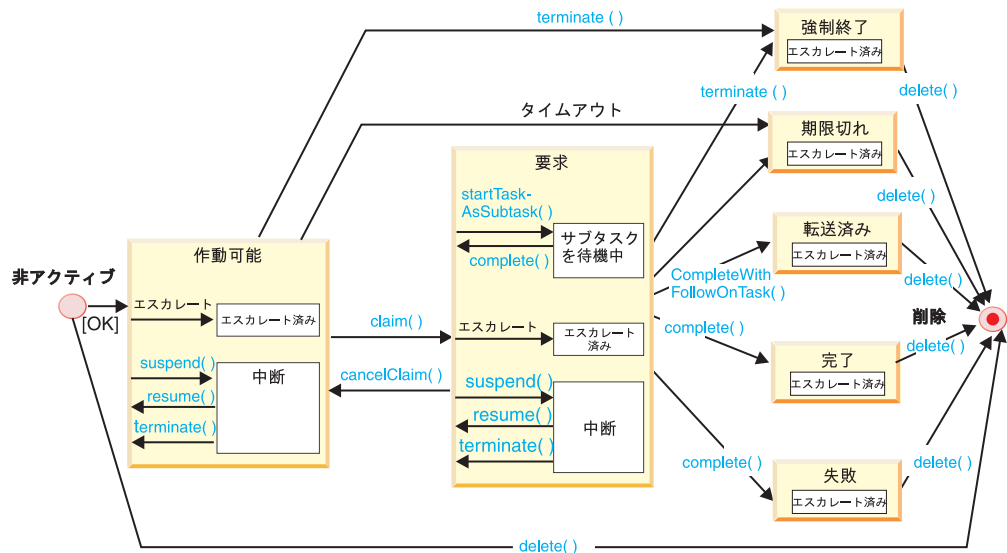 非アクティブ
[OK]
作動可能
エスカレート
エスカレート済み
suspend( )
resume( )
terminate( )
中断
terminate ( )
タイムアウト
claim( )
cancelClaim( )
要求
startTask-
AsSubtask( )
complete( )
サブタスク
を待機中
エスカレート
エスカレート
済み
suspend( )
resume( )
terminate( )
中断
terminate ( )
CompleteWith
FollowOnTask( )
complete( )
complete( )
強制終了
エスカレート済み
期限切れ
エスカレート済み
転送済み
エスカレート済み
完了
エスカレート済み
失敗
エスカレート済み
delete( )
delete( )
delete( )
delete( )
delete( )
削除
delete( )